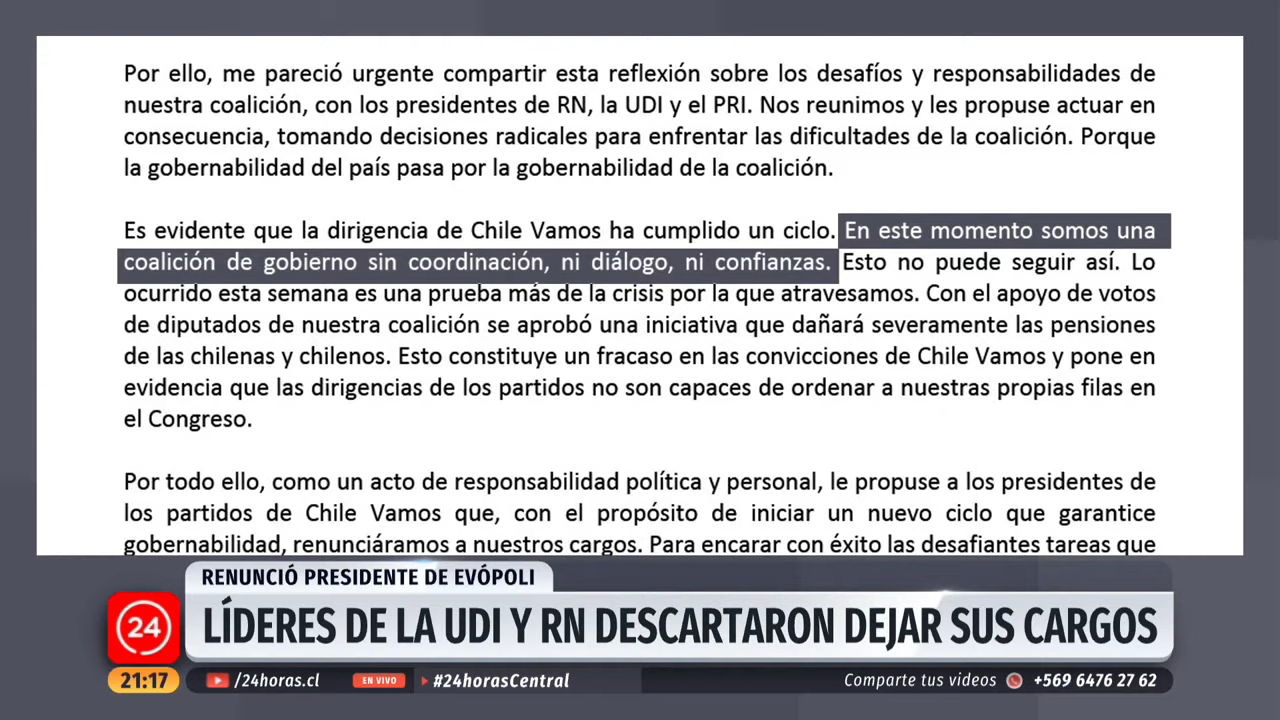 Por ello, me pareció urgente compartir esta reflexión sobre los desafíos y responsabilidades de
nuestra coalición, con los presidentes de RN, la UDI y el PRI. Nos reunimos y les propuse actuar en
consecuencia, tomando decisiones radicales para enfrentar las dificultades de la coalición. Porque
la gobernabilidad del país pasa por la gobernabilidad de la coalición.
Es evidente que la dirigencia de Chile Vamos ha cumplido un ciclo. En este momento somos una
coalición de gobierno sin coordinación, ni diálogo, ni confianzas. Esto no puede seguir así. Lo
ocurrido esta semana es una prueba más de la crisis por la que atravesamos. Con el apoyo de votos
de diputados de nuestra coalición se aprobó una iniciativa que dañará severamente las pensiones
de las chilenas y chilenos. Esto constituye un fracaso en las convicciones de Chile Vamos y pone en
evidencia que las dirigencias de los partidos no son capaces de ordenar a nuestras propias filas en
el Congreso.
Por todo ello, como un acto de responsabilidad política y personal, le propuse a los presidentes de
los partidos de Chile Vamos que, con el propósito de iniciar un nuevo ciclo que garantice
gobernabilidad, renunciáramos a nuestros cargos. Para encarar con éxito las desafiantes tareas que
RENUNCIÓ PRESIDENTE DE EVÓPOLI
24
LÍDERES DE LA UDI Y RN DESCARTARON DEJAR SUS CARGOS
21:17 /24horas.cl EN VIVO #24horasCentral Comparte tus videos +569 6476 27 62